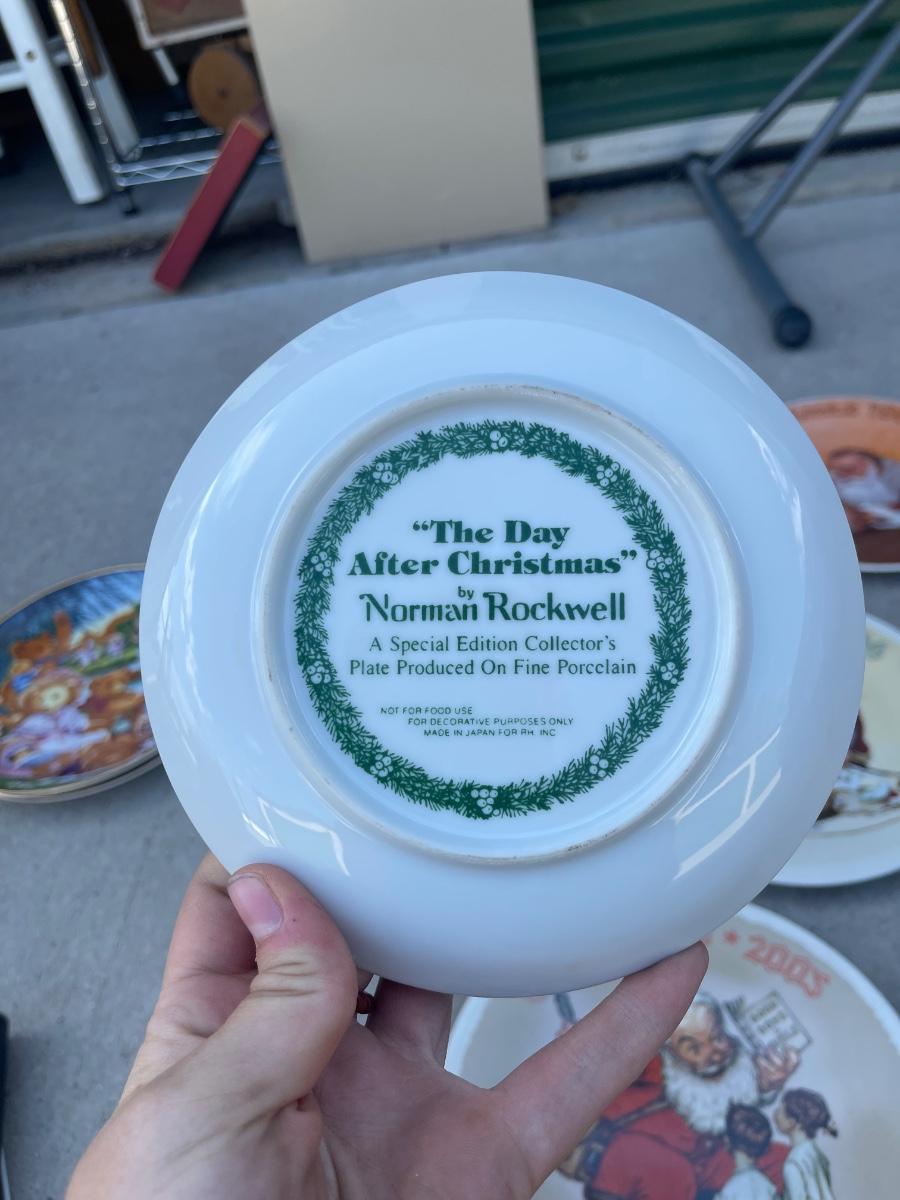 “The Day
After Christmas”
by
Norman Rockwell
A Special Edition Collector's
Plate Produced On Fine Porcelain
NOT FOR FOOD USE
FOR DECORATIVE PURPOSES ONLY
MADE IN JAPAN FOR RH. INC
* 2003